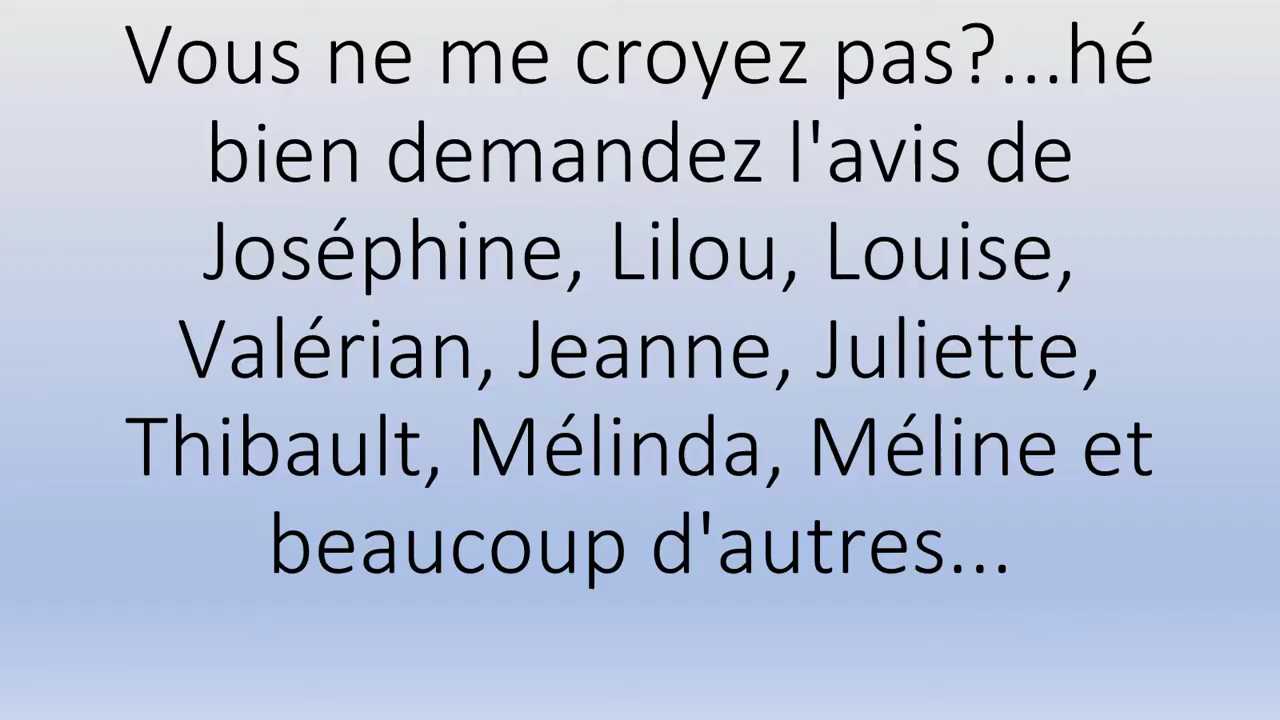 Vous ne me croyez pas?...hé
bien demandez l'avis de
Joséphine, Lilou, Louise,
Valérian, Jeanne, Juliette,
Thibault, Mélinda, Méline et
beaucoup d'autres...